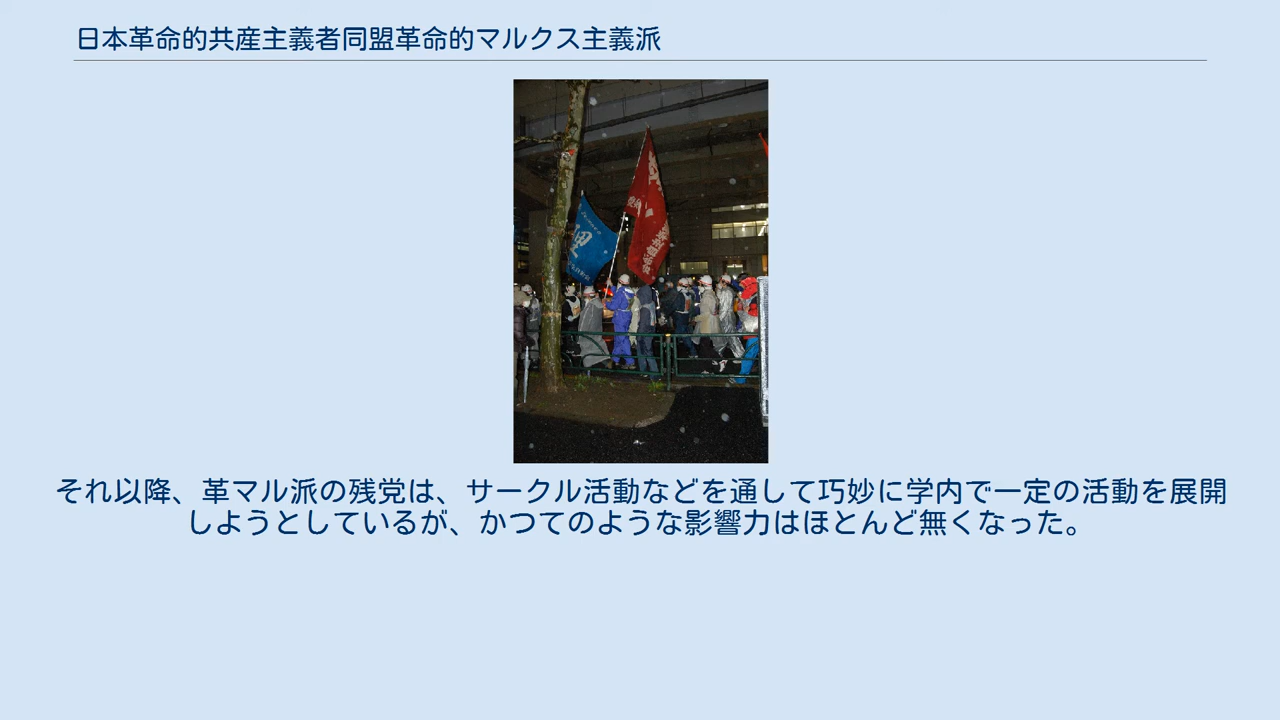 日本革命的共産主義者同盟革命的マルクス主義派
それ以降、革マル派の残党は、サークル活動などを通して巧妙に学内で一定の活動を展開
しようとしているが、かつてのような影響力はほとんど無くなった。